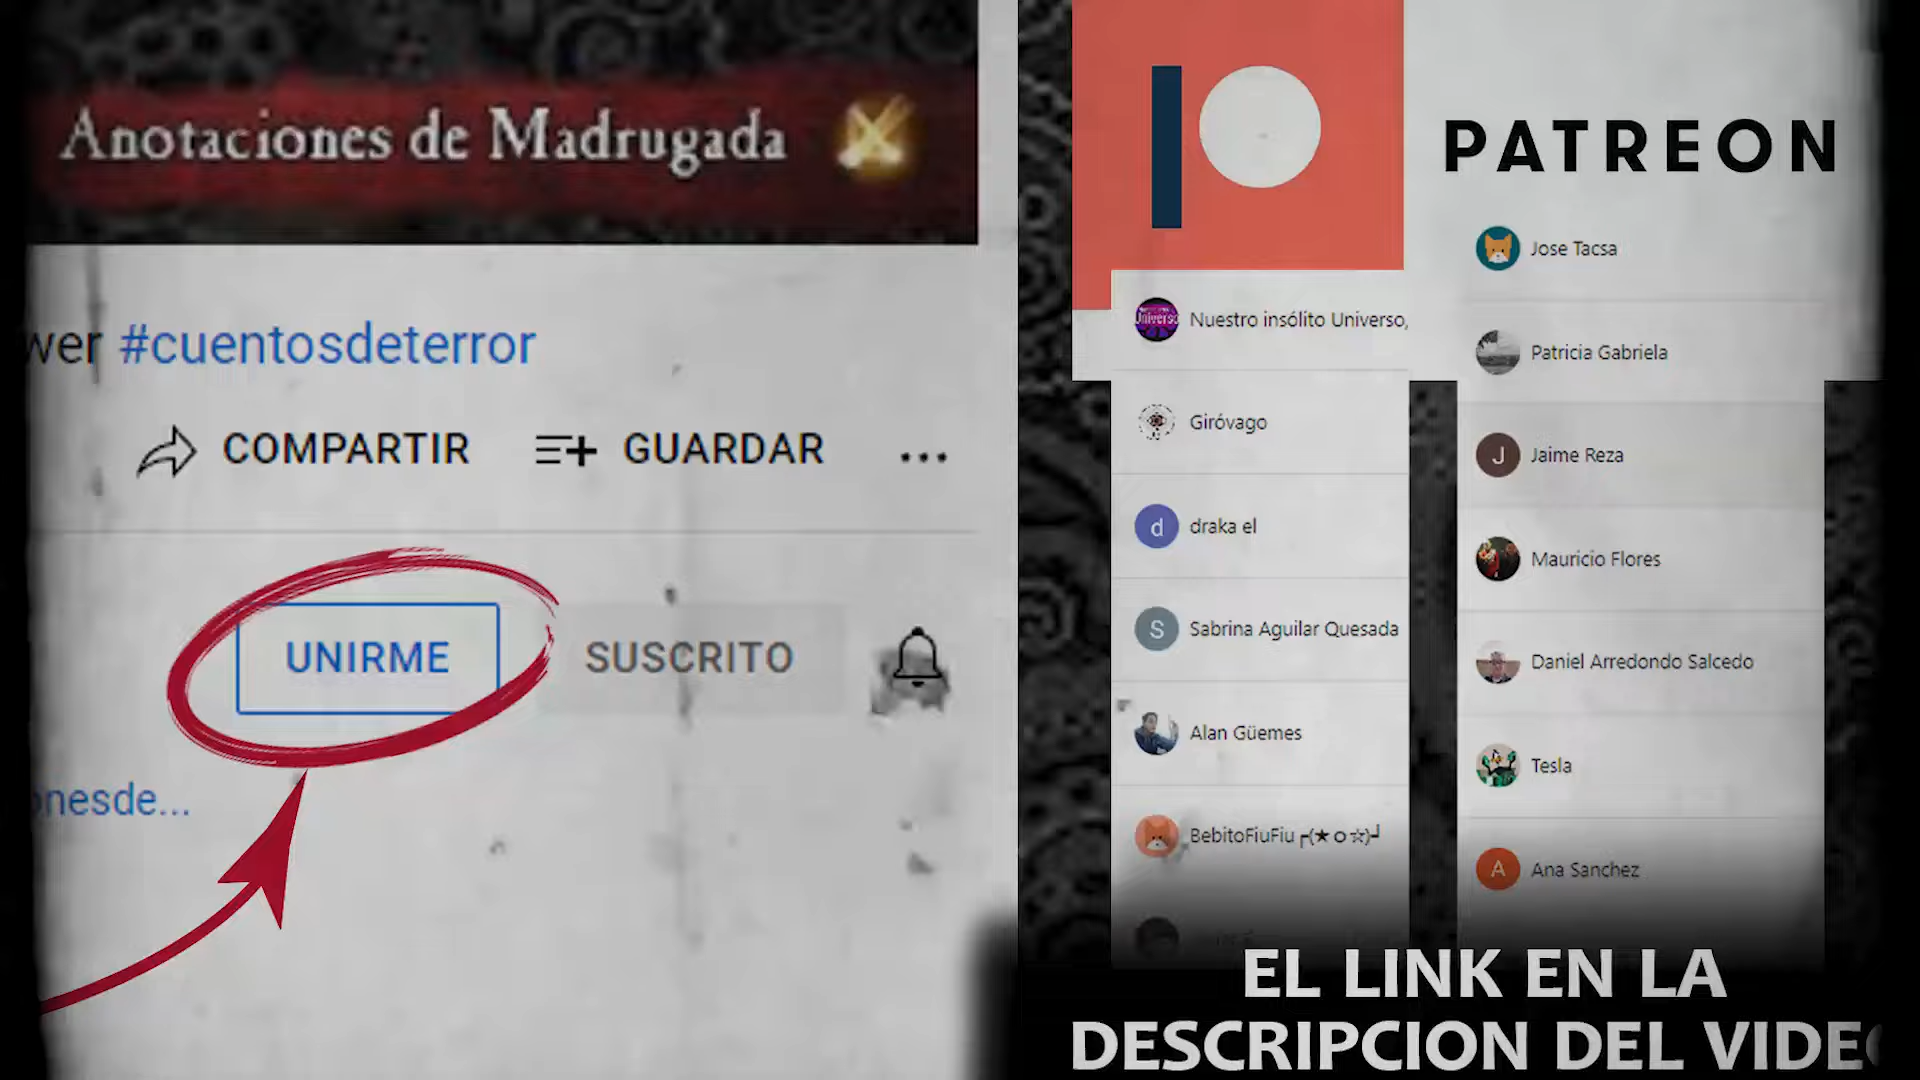 Anotaciones de Madrugada
wer #cuentosdeterror
COMPARTIR GUARDAR ...
UNIRME SUSCRITO
onesde...
PATREON
Nuestro insólito Universo,
Giróvago
d draka el
S Sabrina Aguilar Quesada
Alan Güemes
BebitoFiuFiu ┌(★o☆)┘
Jose Tacsa
Patricia Gabriela
J Jaime Reza
Mauricio Flores
Daniel Arredondo Salcedo
Tesla
A Ana Sanchez
EL LINK EN LA
DESCRIPCION DEL VIDEO